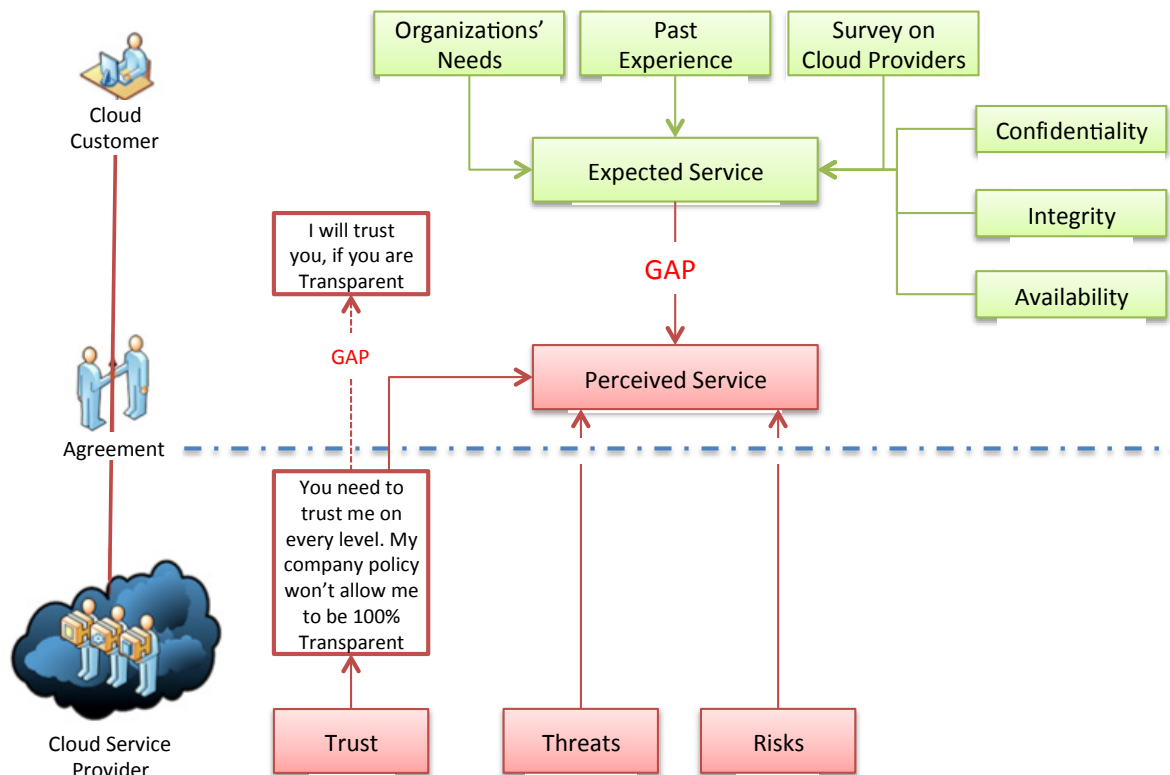 Organizations'
Needs
Past
Experience
Survey on
Cloud Providers
Cloud
Customer
Confidentiality
Expected Service
Integrity
I will trust
you, if you are
Transparent
GAP
Availability
GAP
Perceived Service
Agreement
You need to
trust me on
every level. My
company policy
won't allow me
to be 100%
Transparent
Cloud Service
Provider
Trust
Threats
Risks